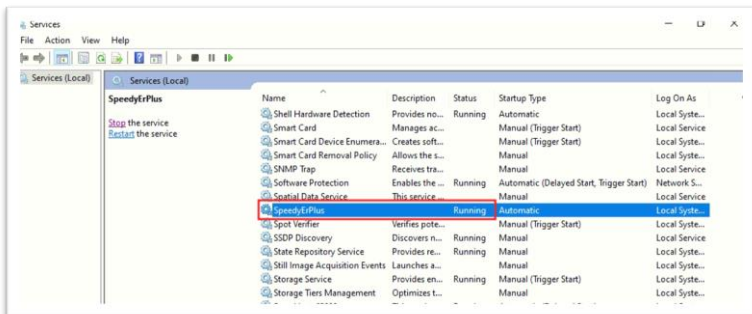 Services
File Action View Help
Services (Local)
Services (Local)
SpeedyErPlus
Stop the service
Restart the service
Name Description Status Startup Type Log On As
Shell Hardware Detection Provides no... Running Automatic Local Syste...
Smart Card Manages ac... Manual (Trigger Start) Local Service
Smart Card Device Enumera... Creates soft... Manual (Trigger Start) Local Syste...
Smart Card Removal Policy Allows the s... Manual Local Syste...
SNMP Trap Receives tra... Manual Local Service
Software Protection Enables the ... Running Automatic (Delayed Start, Trigger Start) Network S...
Spatial Data Service This service ... Manual Local Service
SpeedyErPlus Running Automatic Local Syste...
Spot Verifier Verifies pote... Manual (Trigger Start) Local Syste...
SSDP Discovery Discovers n... Running Manual Local Service
State Repository Service Provides re... Running Manual Local Syste...
Still Image Acquisition Events Launches a... Manual Local Syste...
Storage Service Provides en... Running Manual (Trigger Start) Local Syste...
Storage Tiers Management Optimizes t... Manual Local Syste...